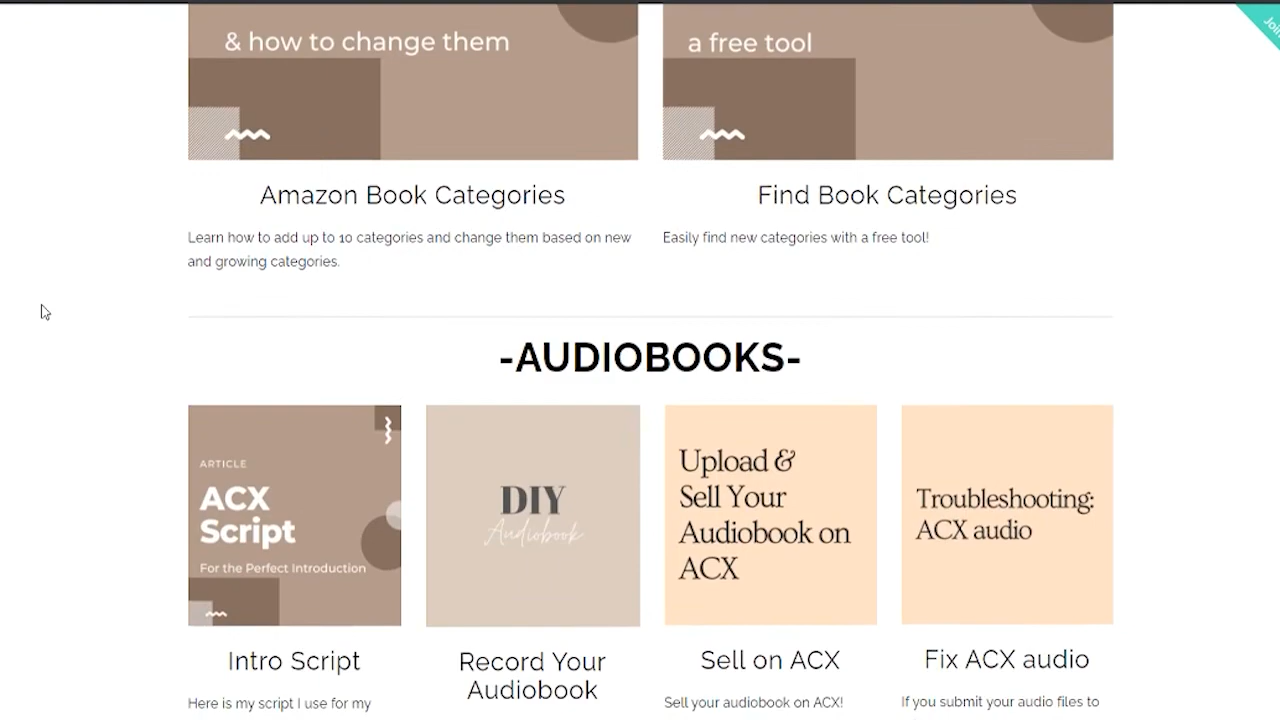 & how to change them
a free tool
Amazon Book Categories
Find Book Categories
Learn how to add up to 10 categories and change them based on new
and growing categories.
Easily find new categories with a free tool!
-AUDIOBOOKS-
ARTICLE
ACX
Script
For the Perfect Introduction
DIY
Audiobook
Upload &
Sell Your
Audiobook on
ACX
Troubleshooting:
ACX audio
Intro Script
Here is my script I use for my
Record Your
Audiobook
Sell on ACX
Sell your audiobook on ACX!
Fix ACX audio
If you submit your audio files to